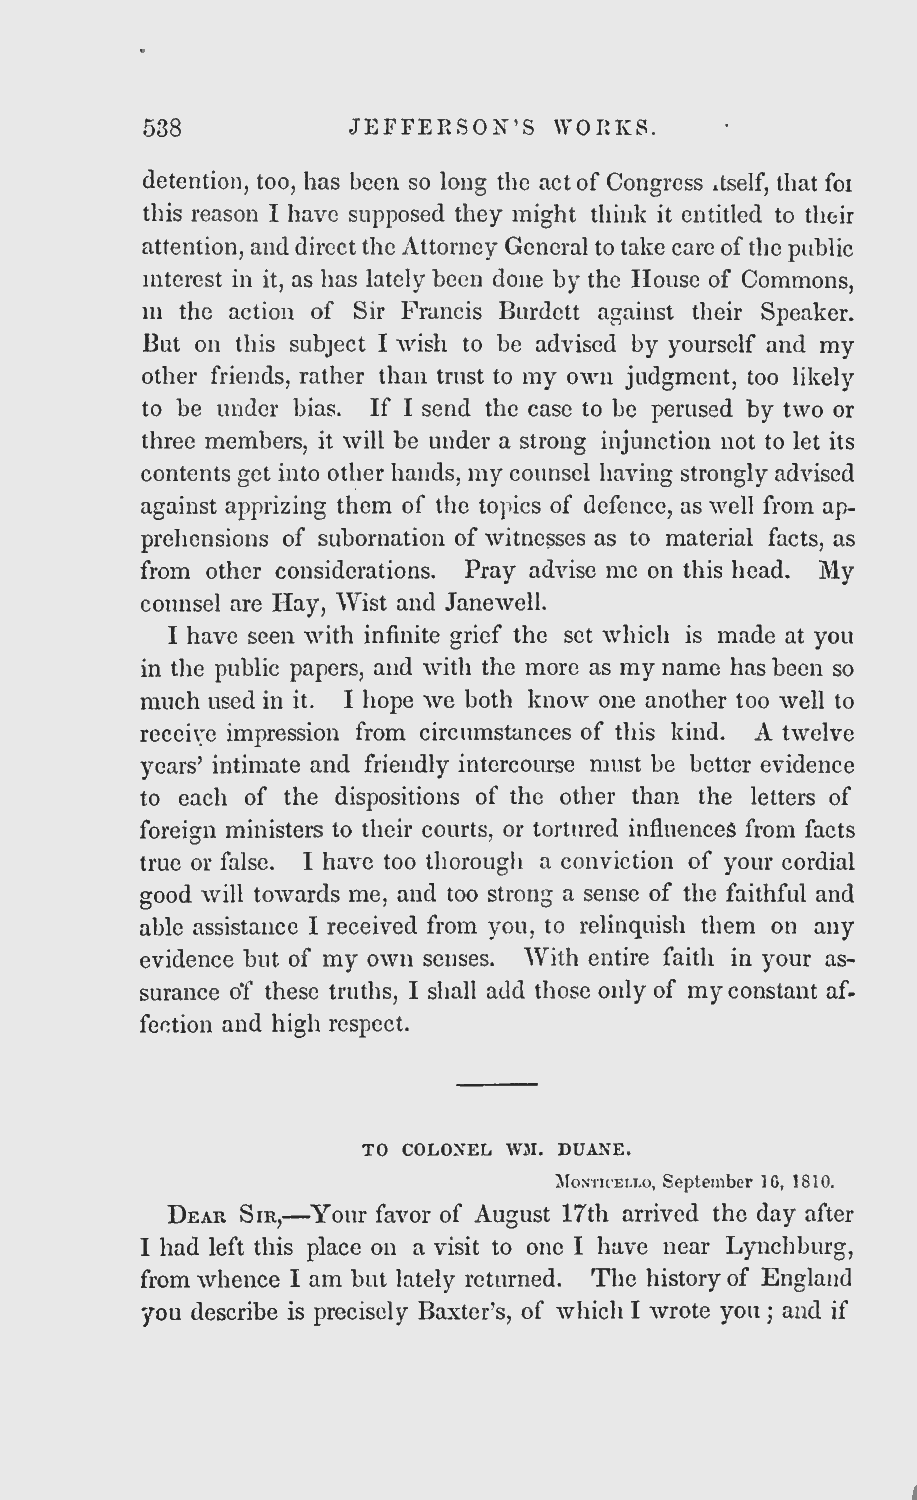 538 JEFFERSON'S WORKS.
detention, too, has been so long the act of Congress itself, that for
this reason I have supposed they might think it entitled to their
attention, and direct the Attorney General to take care of the public
interest in it, as has lately been done by the House of Commons,
in the action of Sir Francis Burdett against their Speaker.
But on this subject I wish to be advised by yourself and my
other friends, rather than trust to my own judgment, too likely
to be under bias. If I send the case to be perused by two or
three members, it will be under a strong injunction not to let its
contents get into other hands, my counsel having strongly advised
against apprizing them of the topics of defence, as well from ap-
prehensions of subornation of witnesses as to material facts, as
from other considerations. Pray advise me on this head. My
counsel are Hay, Wist and Janewell.
I have seen with infinite grief the set which is made at you
in the public papers, and with the more as my name has been so
much used in it. I hope we both know one another too well to
receive impression from circumstances of this kind. A twelve
years' intimate and friendly intercourse must be better evidence
to each of the dispositions of the other than the letters of
foreign ministers to their courts, or tortured influences from facts
true or false. I have too thorough a conviction of your cordial
good will towards me, and too strong a sense of the faithful and
able assistance I received from you, to relinquish them on any
evidence but of my own senses. With entire faith in your as-
surance of these truths, I shall add those only of my constant af-
fection and high respect.
TO COLONEL WM. DUANE.
MONTICELLO, September 16, 1810.
DEAR SIR,—Your favor of August 17th arrived the day after
I had left this place on a visit to one I have near Lynchburg,
from whence I am but lately returned. The history of England
you describe is precisely Baxter's, of which I wrote you; and if